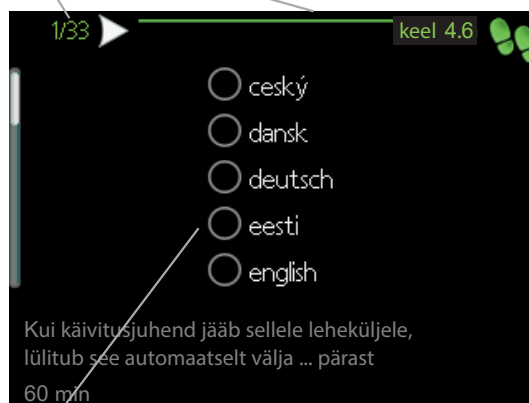 1/33
keel 4.6
ceský
dansk
deutsch
eesti
english
Kui käivitusjuhend jääb sellele leheküljele,
lülitub see automaatselt välja ... pärast
60 min